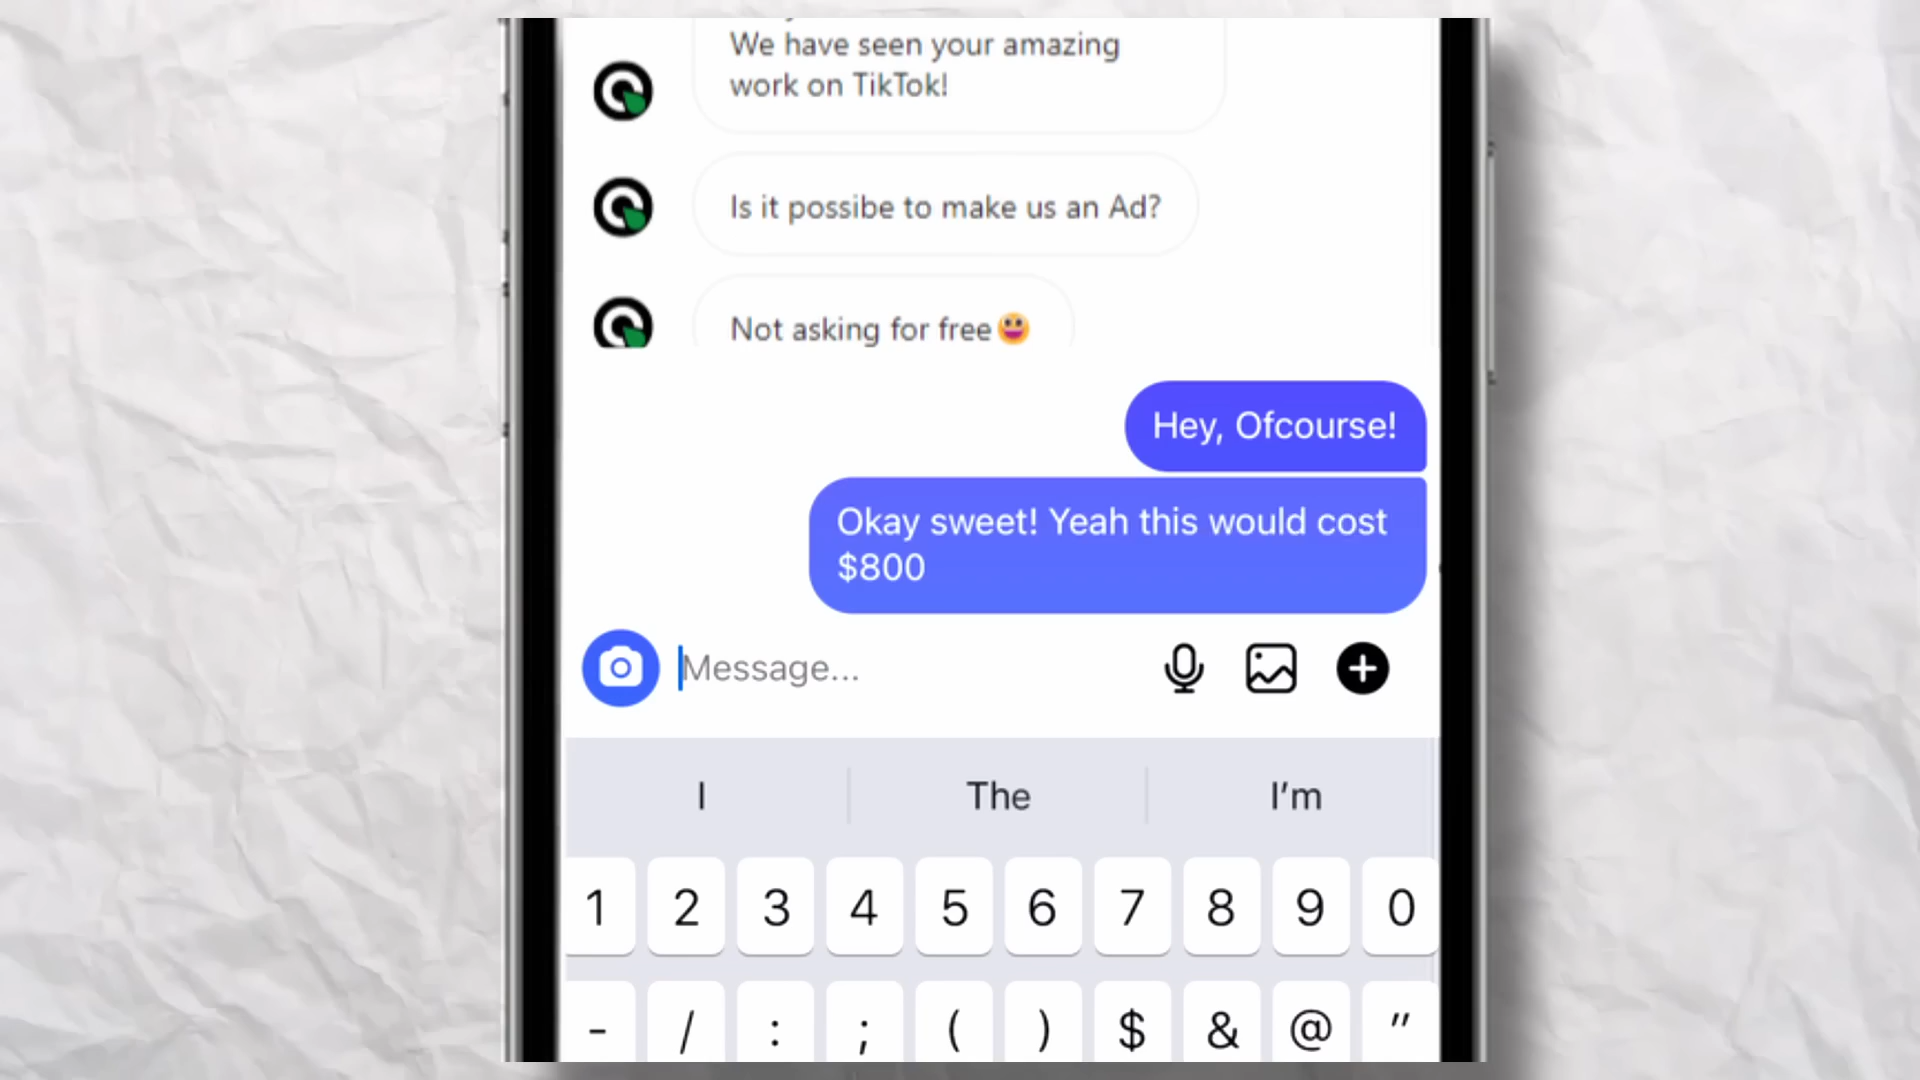 We have seen your amazing
work on TikTok!
Is it possibe to make us an Ad?
Not asking for free
Hey, Ofcourse!
Okay sweet! Yeah this would cost
$800
Message...
I The I'm
1 2 3 4 5 6 7 8 9 0
- / : ; ( ) $ & @ "